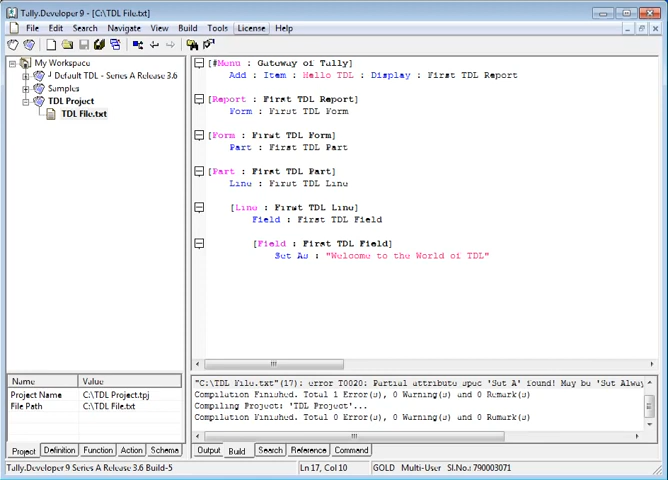 Tally.Developer 9 - [C:\TDL File.txt]
File Edit Search Navigate View Build Tools License Help
My Workspace
Default TDL - Series A Release 3.6
Samples
TDL Project
TDL File.txt
[#Menu : Gateway of Tally]
Add : Item : Hello TDL : Display : First TDL Report
[Report : First TDL Report]
Form : First TDL Form
[Form : First TDL Form]
Part : First TDL Part
[Part : First TDL Part]
Line : First TDL Line
[Line : First TDL Line]
Field : First TDL Field
[Field : First TDL Field]
Set As : "Welcome to the World of TDL"
Name Value
Project Name C:\TDL Project.tpj
File Path C:\TDL File.txt
Project Definition Function Action Schema
"C:\TDL File.txt"(17): error T0020: Partial attribute spec 'Set A' found! May be 'Set Alway
Compilation Finished. Total 1 Error(s), 0 Warning(s) and 0 Remark(s)
Compiling Project: 'TDL Project'...
Compilation Finished. Total 0 Error(s), 0 Warning(s) and 0 Remark(s)
Output Build Search Reference Command
Tally.Developer 9 Series A Release 3.6 Build-5 Ln 17, Col 10 GOLD Multi-User Sl.No.: 790003071